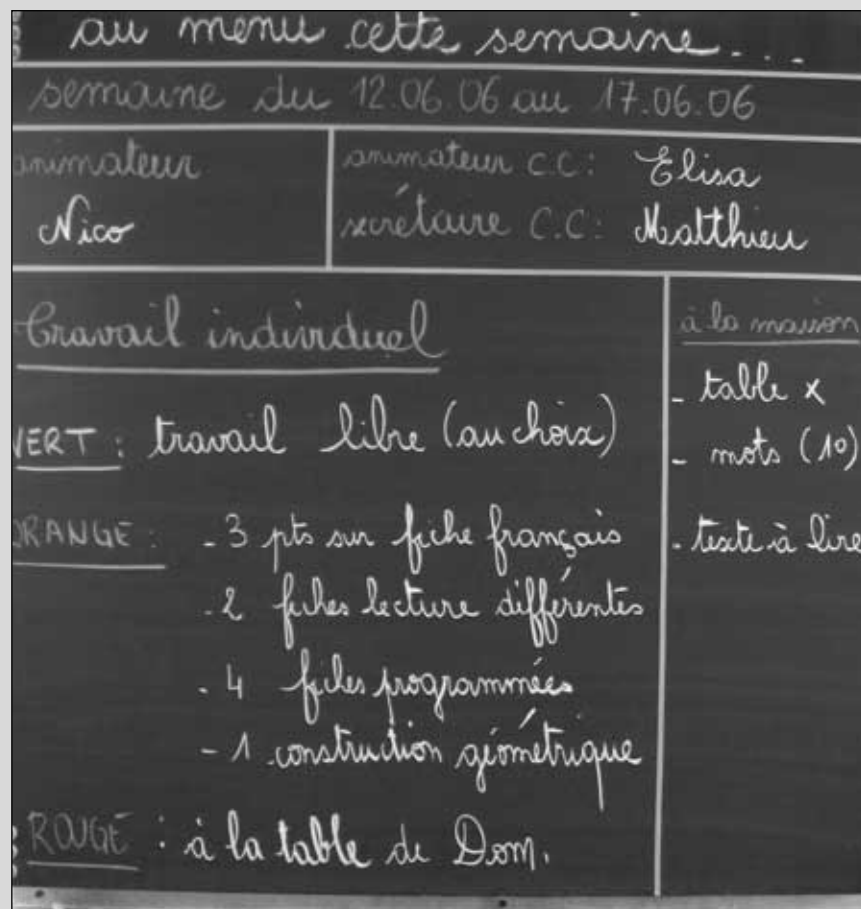 au menu cette semaine...
semaine du 12.06.06 au 17.06.06
animateur
Nico
animateur C.C: Elisa
secrétaire C.C: Matthieu
travail individuel
VERT : travail libre (au choix)
ORANGE : - 3 pts sur fiche français
- 2 fiches lecture différentes
- 4 fiches programmées
- 1 construction géométrique
ROUGE : à la table de Dom.
à la maison
- table x
- mots (10)
- texte à lire